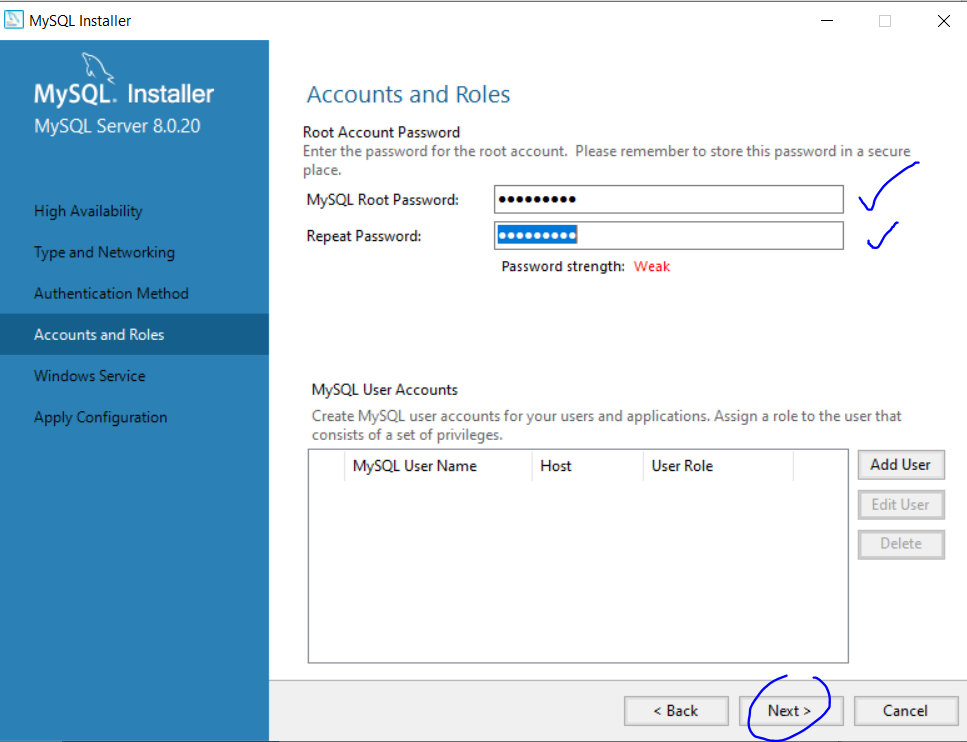 MySQL Installer
MySQL. Installer
MySQL Server 8.0.20
High Availability
Type and Networking
Authentication Method
Accounts and Roles
Windows Service
Apply Configuration
Accounts and Roles
Root Account Password
Enter the password for the root account.  Please remember to store this password in a secure
place.
MySQL Root Password: •••••••••
Repeat Password: •••••••••
Password strength: Weak
MySQL User Accounts
Create MySQL user accounts for your users and applications. Assign a role to the user that
consists of a set of privileges.
MySQL User Name Host User Role
Add User
Edit User
Delete
< Back Next > Cancel